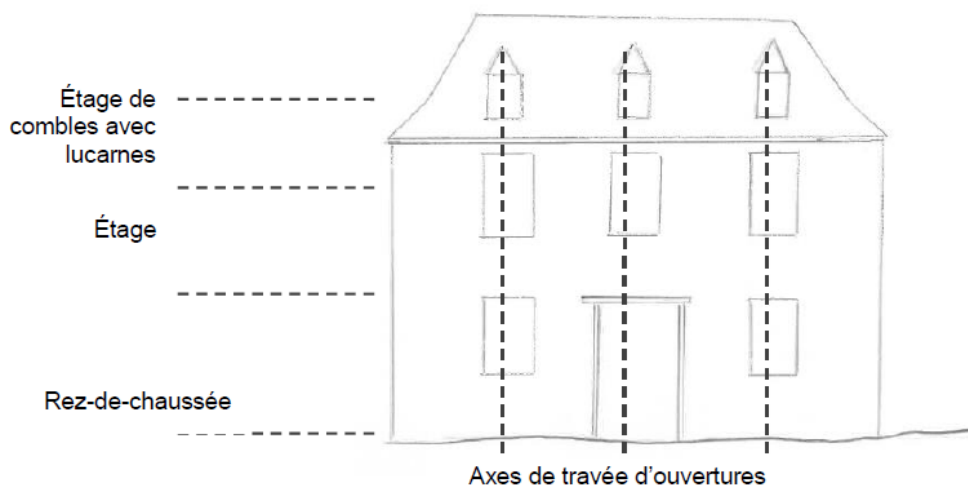 Étage de
combles avec
lucarnes
Étage
Rez-de-chaussée
Axes de travée d'ouvertures